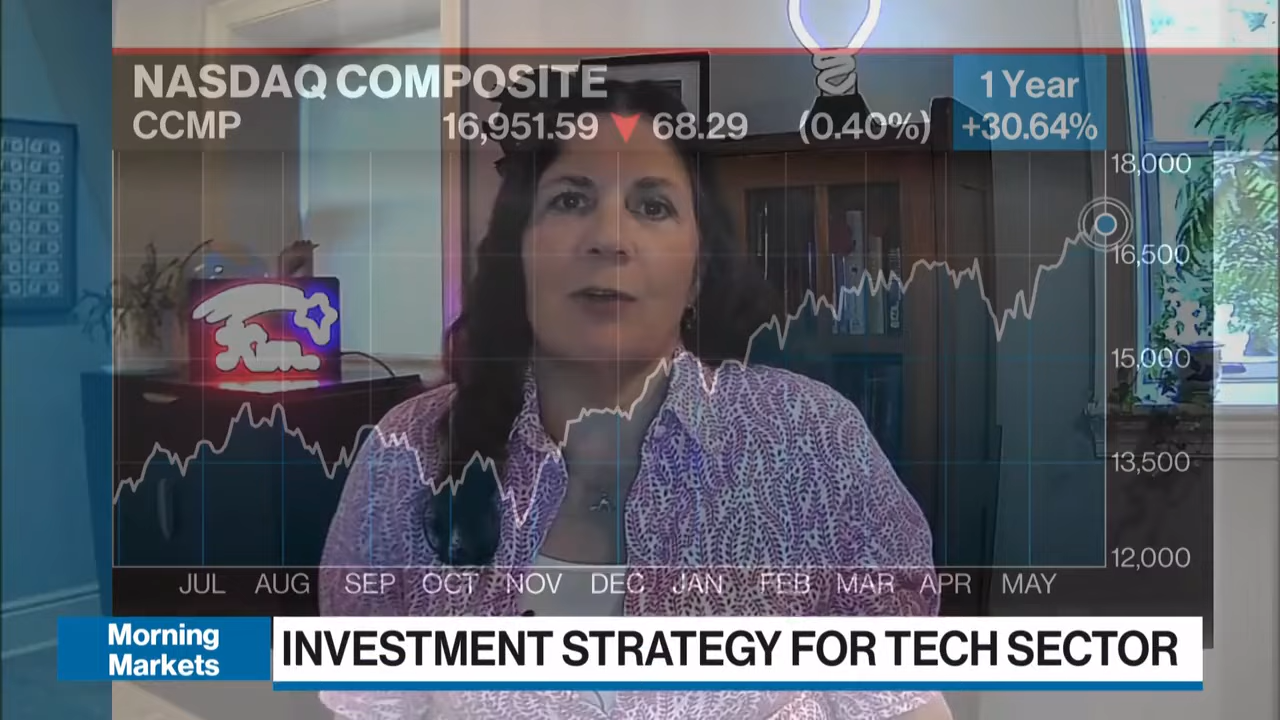 NASDAQ COMPOSITE
CCMP 16,951.59 ▼ 68.29 (0.40%)
1 Year
+30.64%
18,000
16,500
15,000
13,500
12,000
JUL AUG SEP OCT NOV DEC JAN FEB MAR APR MAY
Morning
Markets
INVESTMENT STRATEGY FOR TECH SECTOR